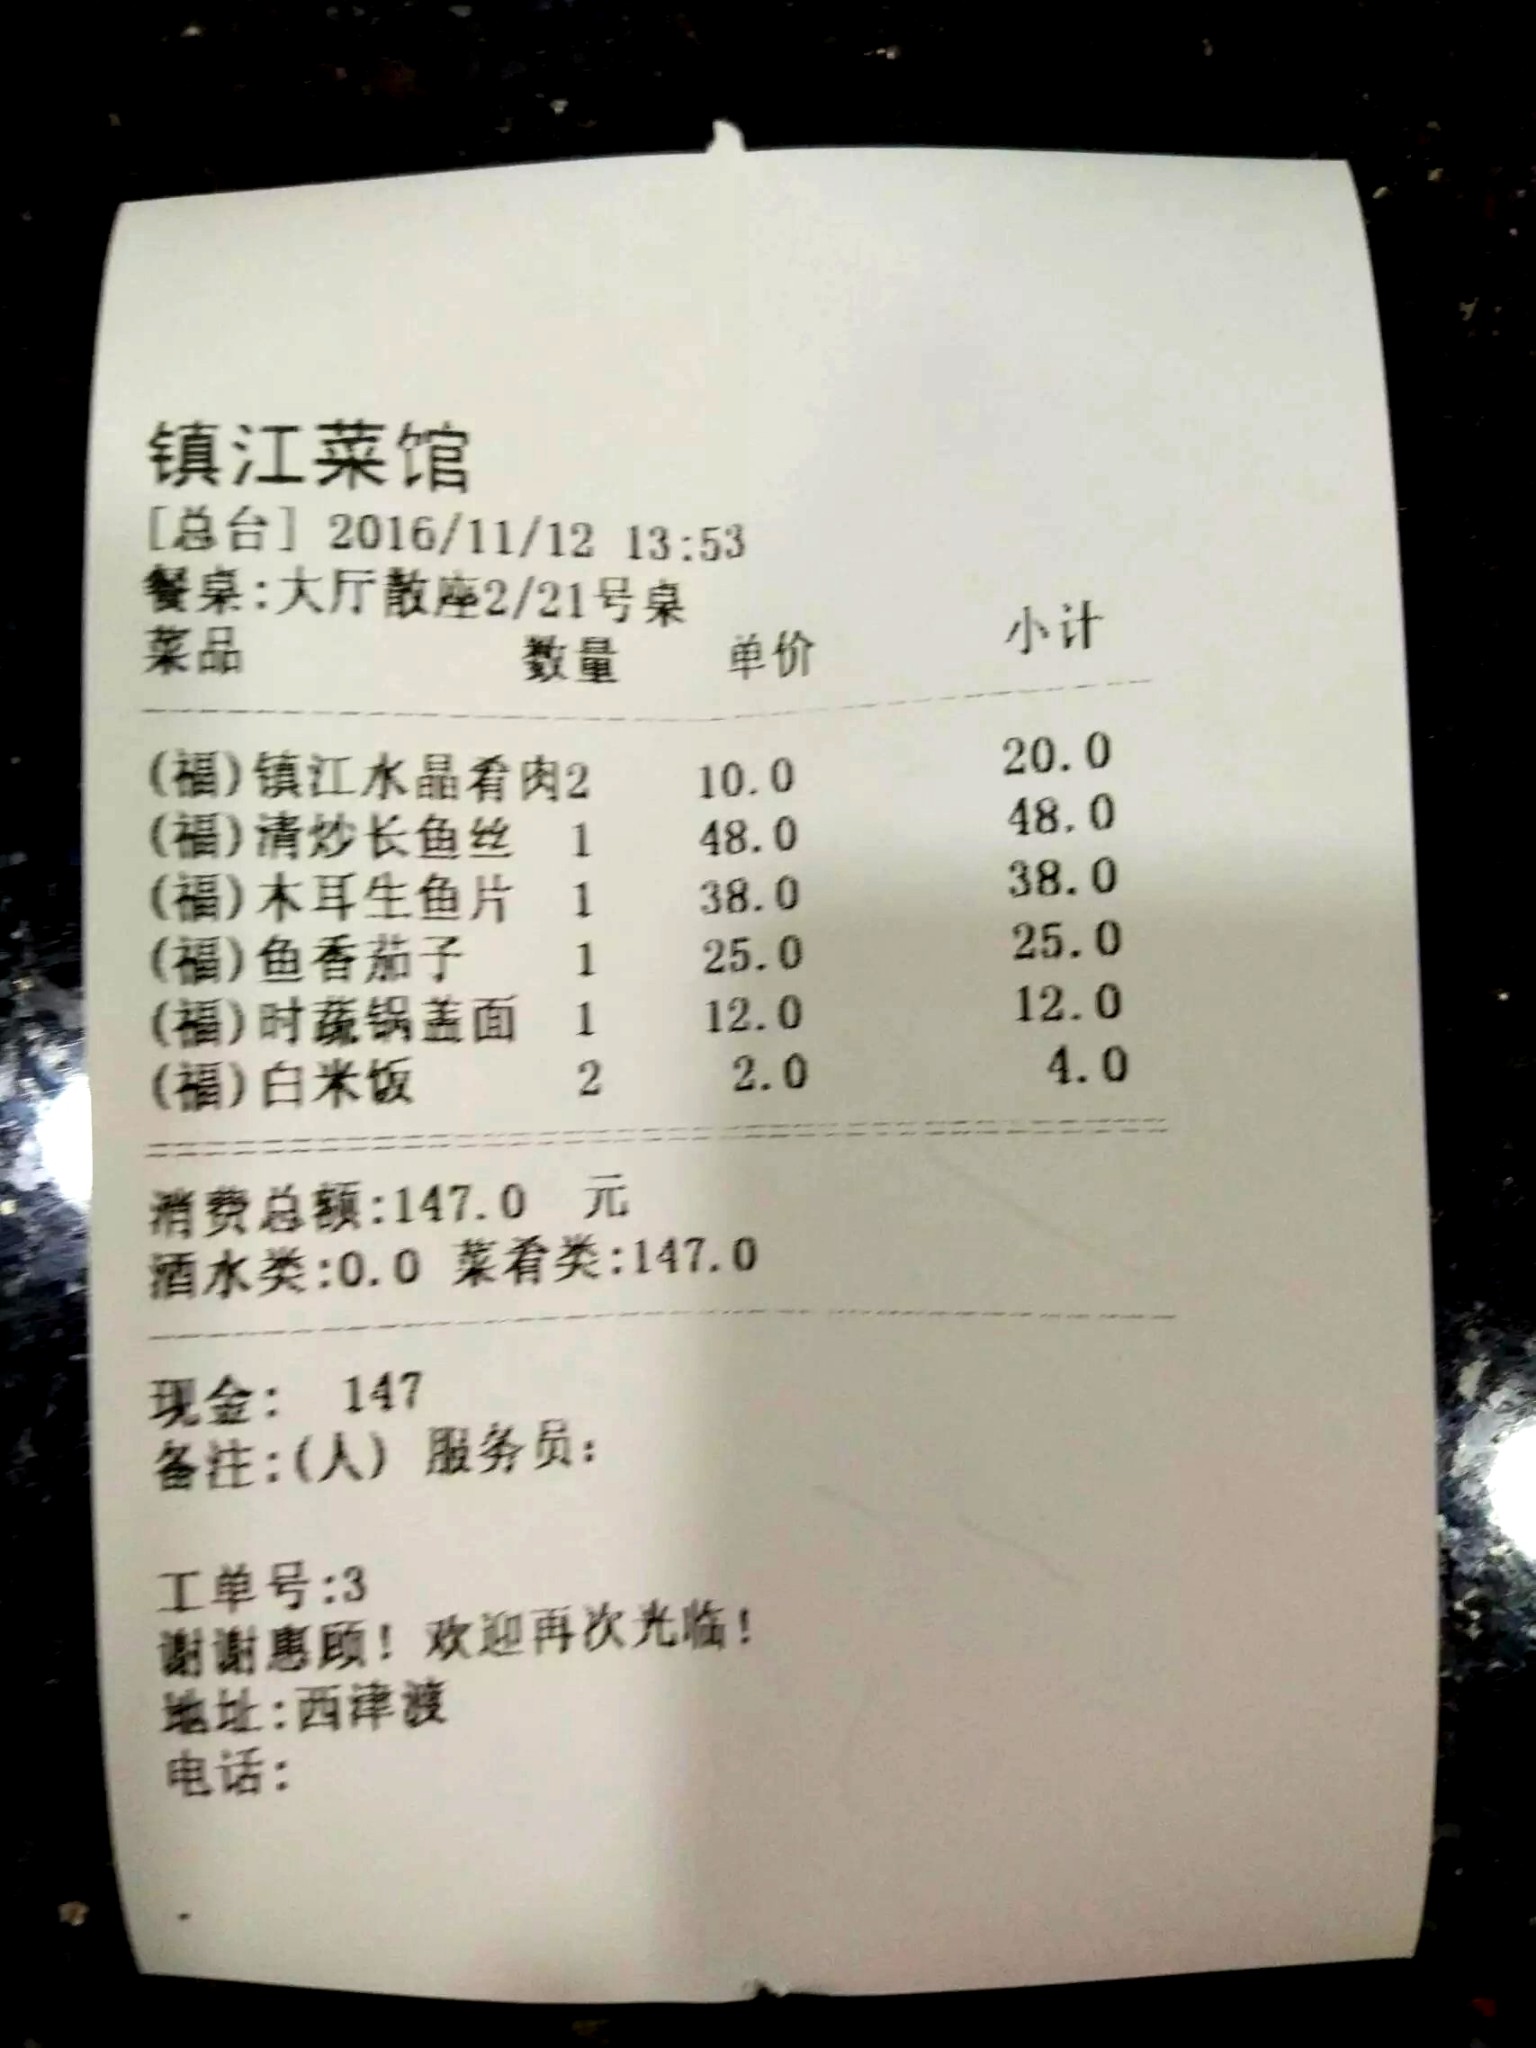 镇江菜馆
[总台] 2016/11/12 13:53
餐桌:大厅散座2/21号桌
菜品 数量 单价 小计
(福)镇江水晶肴肉2 10.0 20.0
(福)清炒长鱼丝 1 48.0 48.0
(福)木耳生鱼片 1 38.0 38.0
(福)鱼香茄子 1 25.0 25.0
(福)时蔬锅盖面 1 12.0 12.0
(福)白米饭 2 2.0 4.0
消费总额:147.0 元
酒水类:0.0 菜肴类:147.0
现金: 147
备注:(人) 服务员:
工单号:3
谢谢惠顾! 欢迎再次光临!
地址:西津渡
电话: